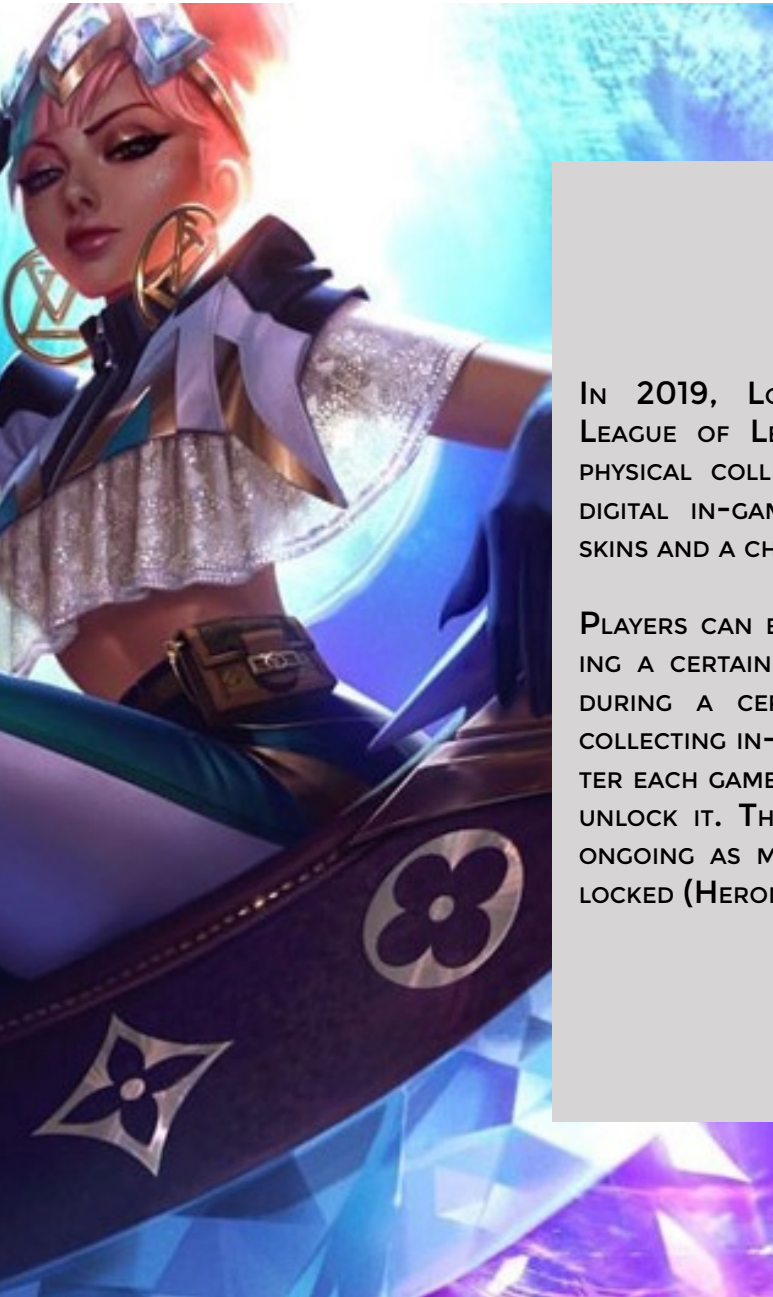 In 2019, Lo
League of Le
physical coll
digital in-gam
skins and a ch
Players can e
ing a certain
during a cer
collecting in-
ter each game
unlock it. Th
ongoing as m
locked (Heroi